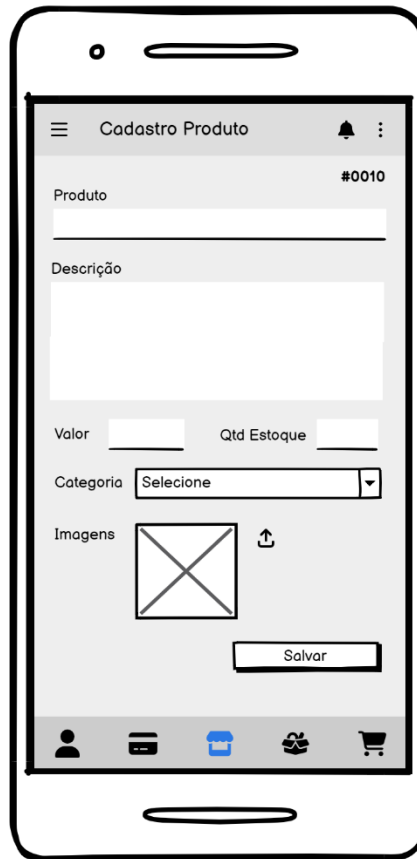 Cadastro Produto
#0010
Produto
Descrição
Valor
Qtd Estoque
Categoria
Selecione
Imagens
Salvar